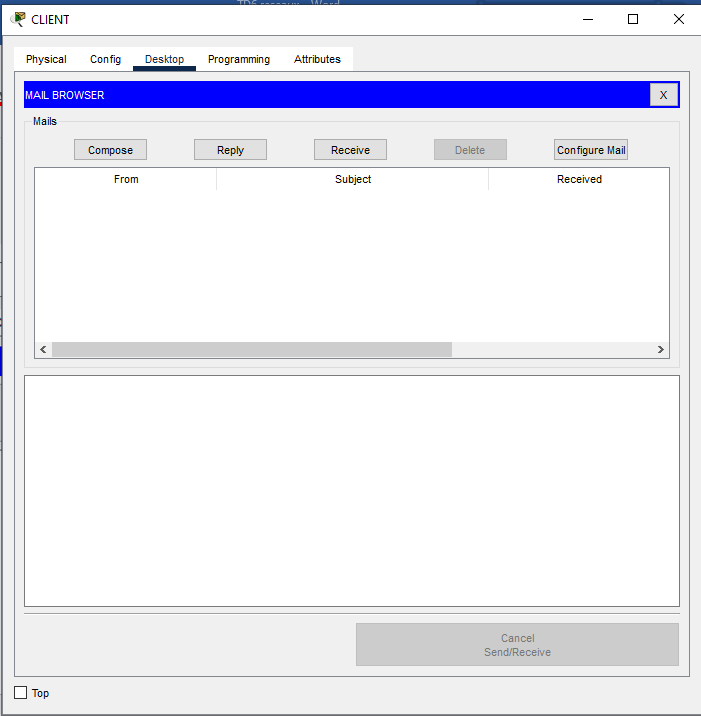 CLIENT
Physical Config Desktop Programming Attributes
MAIL BROWSER X
Mails
Compose Reply Receive Delete Configure Mail
From Subject Received
Cancel
Send/Receive
Top